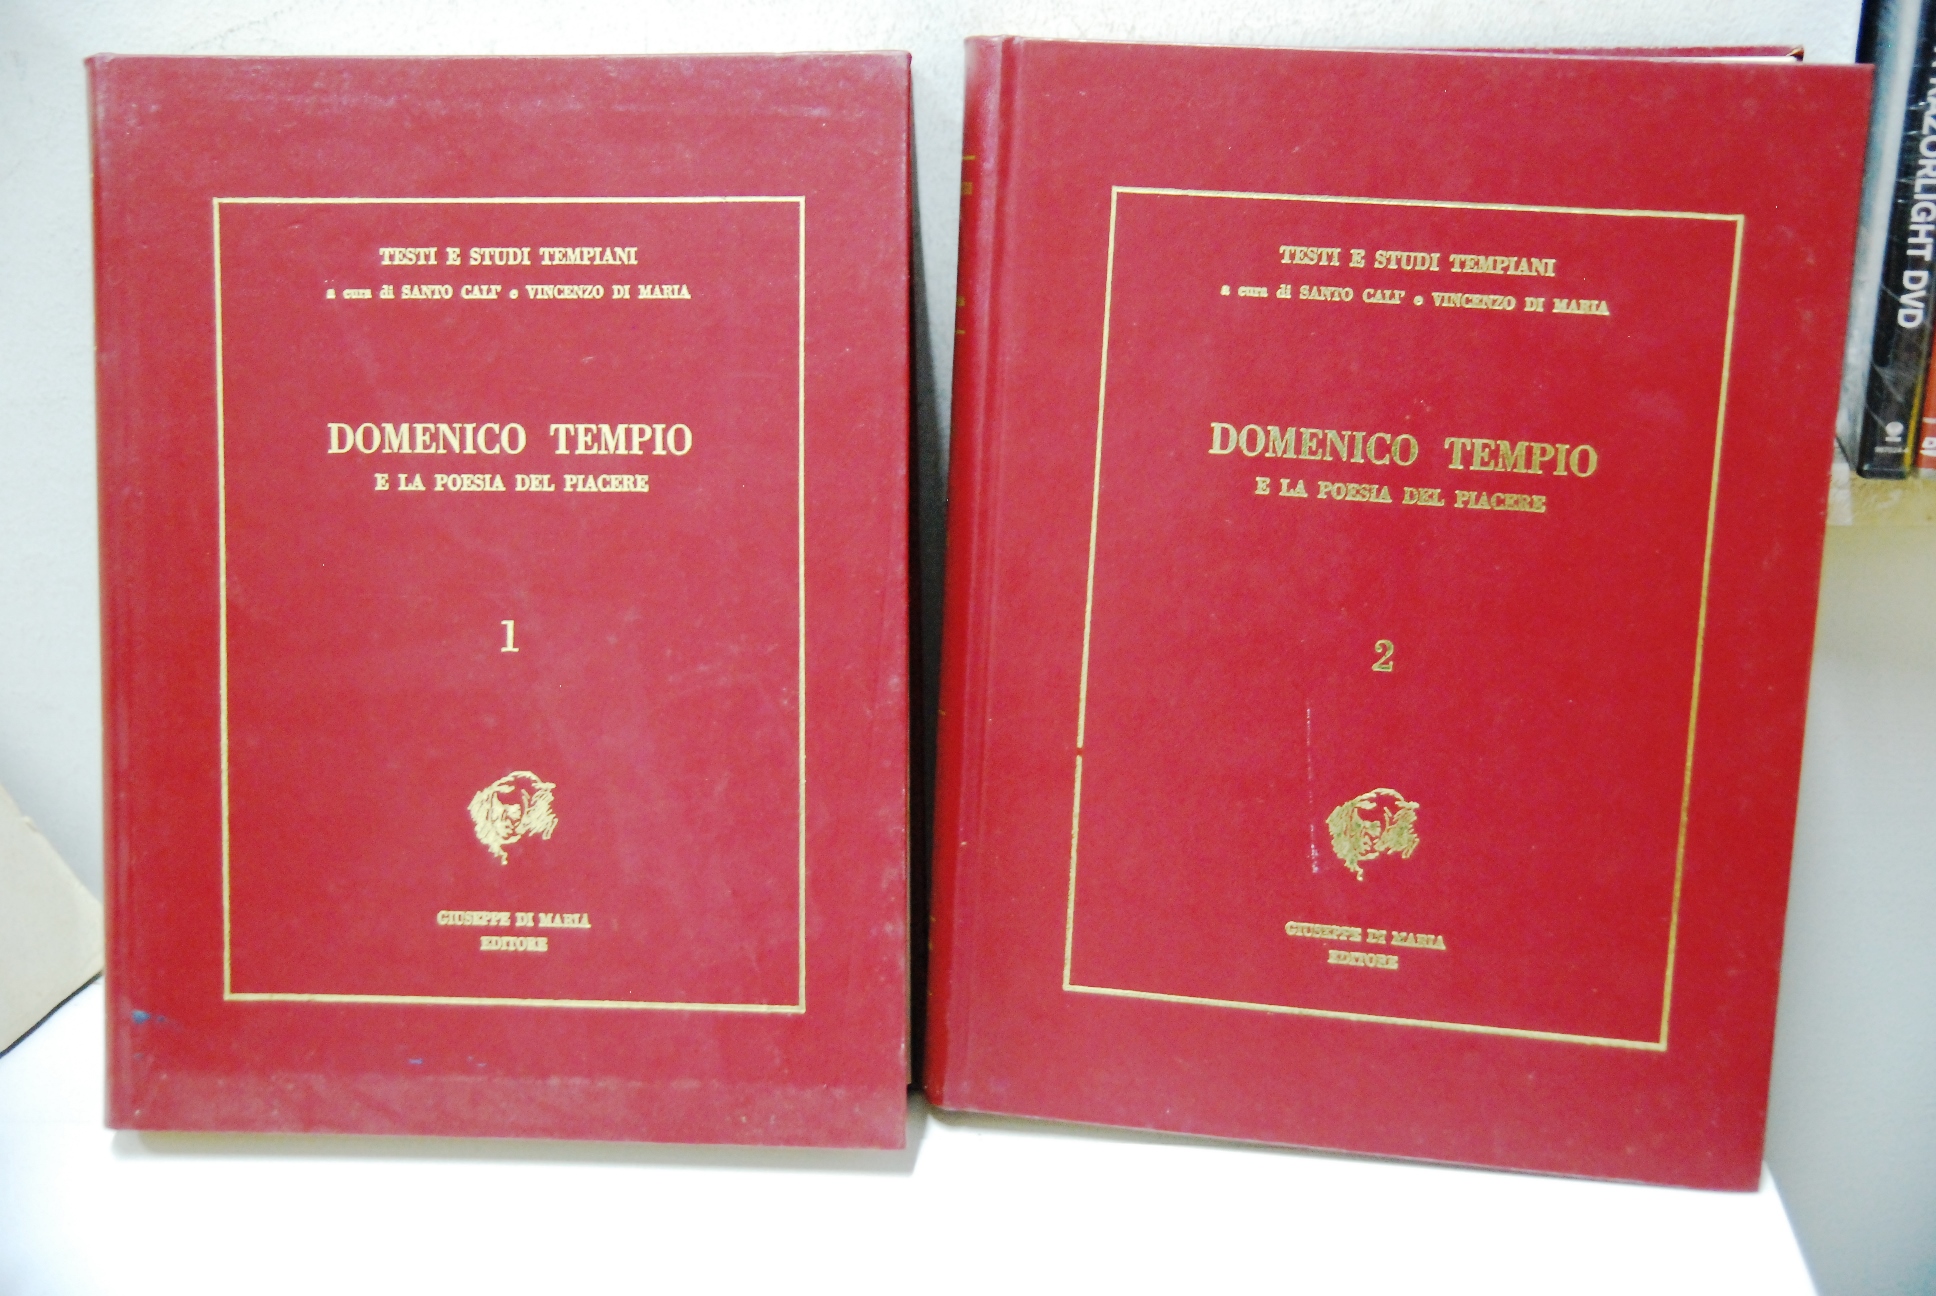 TESTI E STUDI TEMPIANI
a cura di SANTO CALI' e VINCENZO DI MARIA
DOMENICO TEMPIO
E LA POESIA DEL PIACERE
1
GIUSEPPE DI MARIA
EDITORE
TESTI E STUDI TEMPIANI
a cura di SANTO CALI' e VINCENZO DI MARIA
DOMENICO TEMPIO
E LA POESIA DEL PIACERE
2
GIUSEPPE DI MARIA
EDITORE
RAZORLIGHT DVD